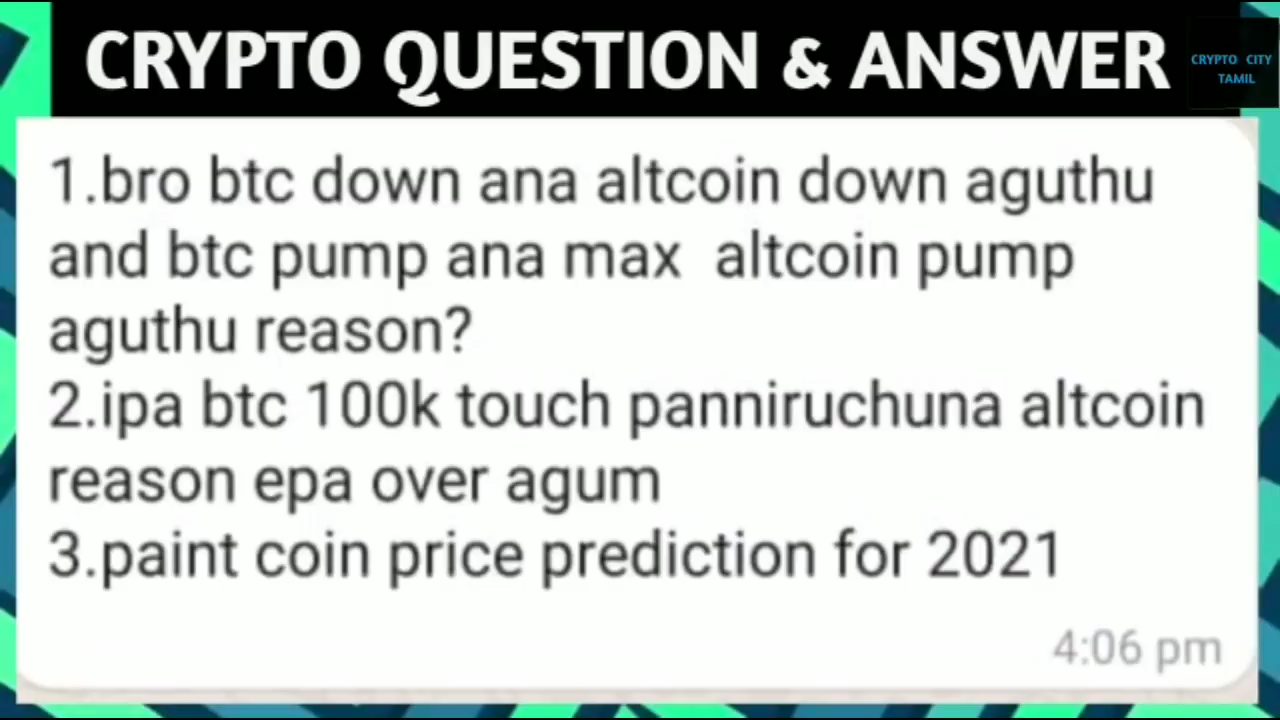 CRYPTO QUESTION & ANSWER
CRYPTO CITY
TAMIL
1.bro btc down ana altcoin down aguthu
and btc pump ana max altcoin pump
aguthu reason?
2.ipa btc 100k touch panniruchuna altcoin
reason epa over agum
3.paint coin price prediction for 2021
4:06 pm